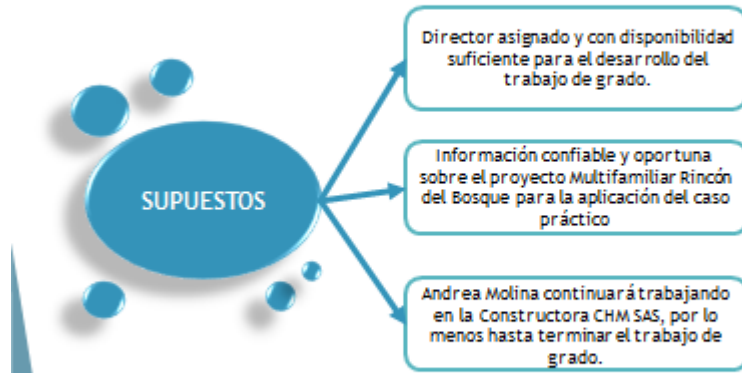 SUPUESTOS
Director asignado y con disponibilidad
suficiente para el desarrollo del
trabajo de grado.
Información confiable y oportuna
sobre el proyecto Multifamiliar Rincón
del Bosque para la aplicación del caso
práctico
Andrea Molina continuará trabajando
en la Constructora CHM SAS, por lo
menos hasta terminar el trabajo de
grado.